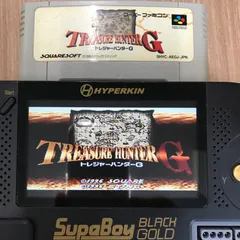 スーパーファミコン
TREASURE HUNTER G
トレジャーハンターG
SQUARESOFT
SHVC-AEGJ-JPN
Start
HYPERKIN
TREASURE HUNTER G
トレジャーハンターG
©1996 SQUARE
SupaBoy BLACK GOLD